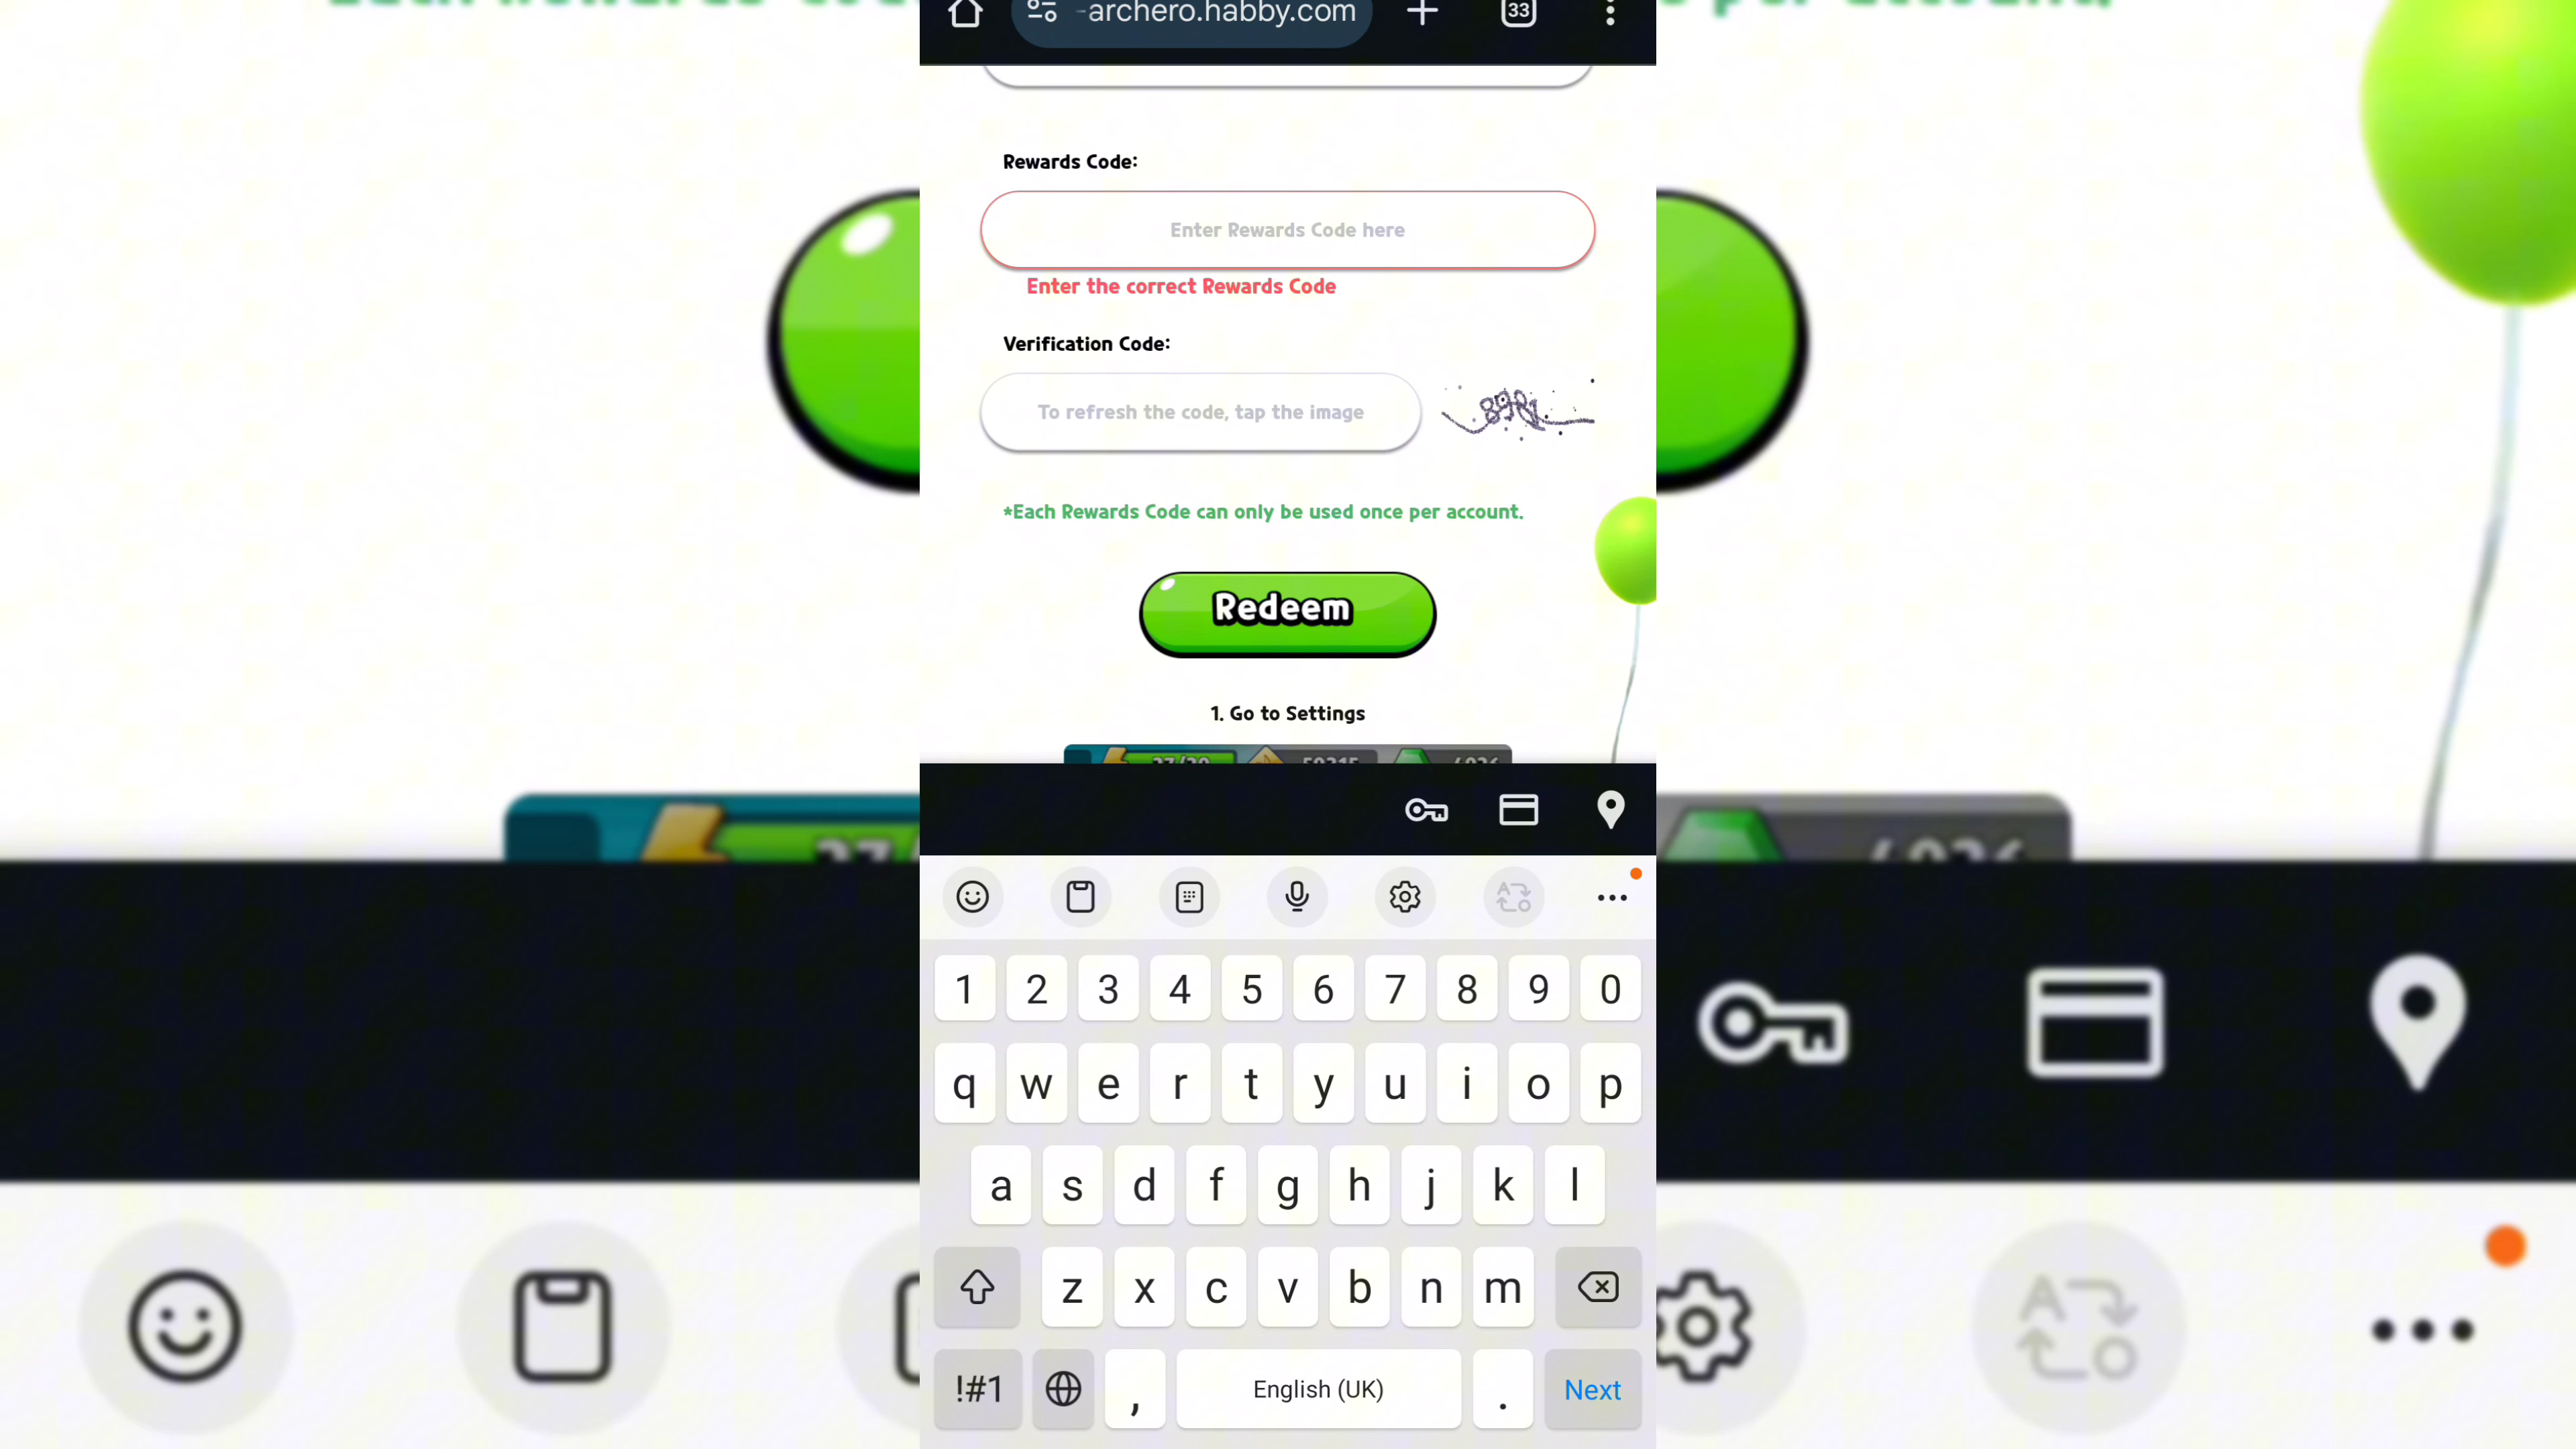 -archero.habby.com
33
Rewards Code:
Enter Rewards Code here
Enter the correct Rewards Code
Verification Code:
To refresh the code, tap the image
*Each Rewards Code can only be used once per account.
Redeem
1. Go to Settings
1 2 3 4 5 6 7 8 9 0
q w e r t y u i o p
a s d f g h j k l
z x c v b n m
!#1 , English (UK) . Next